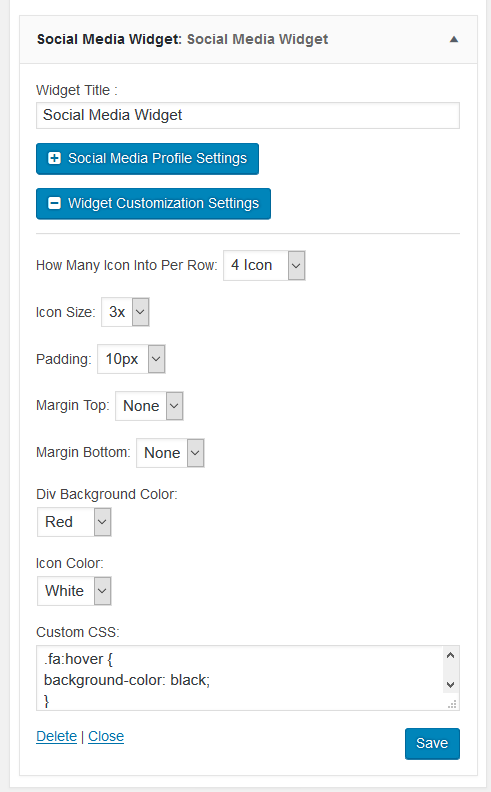 Social Media Widget: Social Media Widget
Widget Title :
Social Media Widget
Social Media Profile Settings
Widget Customization Settings
How Many Icon Into Per Row: 4 Icon
Icon Size: 3x
Padding: 10px
Margin Top: None
Margin Bottom: None
Div Background Color:
Red
Icon Color:
White
Custom CSS:
.fa:hover {
background-color: black;
}
Delete | Close
Save